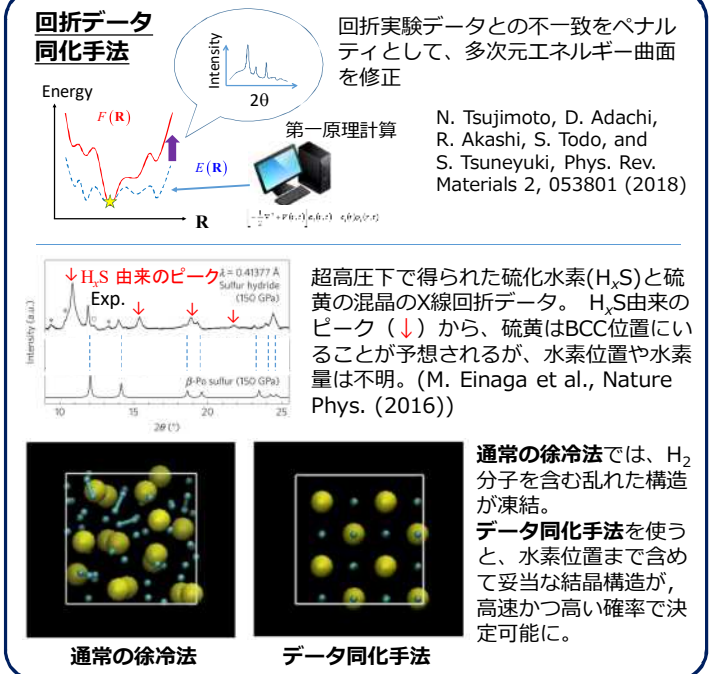 回折データ
同化手法
回折実験データとの不一致をペナル
ティとして、多次元エネルギー曲面
を修正
Intensity
2θ
Energy
F(R)
E(R)
R
第一原理計算
N. Tsujimoto, D. Adachi,
R. Akashi, S. Todo, and
S. Tsuneyuki, Phys. Rev.
Materials 2, 053801 (2018)
↓HxS 由来のピーク
λ = 0.41377 Å
Sulfur hydride
(150 GPa)
Exp.
Intensity (a.u.)
β-Po sulfur (150 GPa)
10 15 20 25
2θ (°)
超高圧下で得られた硫化水素(HxS)と硫
黄の混晶のX線回折データ。 HxS由来の
ピーク（↓）から、硫黄はBCC位置にい
ることが予想されるが、水素位置や水素
量は不明。(M. Einaga et al., Nature
Phys. (2016))
通常の徐冷法では、H2
分子を含む乱れた構造
が凍結。
データ同化手法を使う
と、水素位置まで含め
て妥当な結晶構造が，
高速かつ高い確率で決
定可能に。
通常の徐冷法
データ同化手法